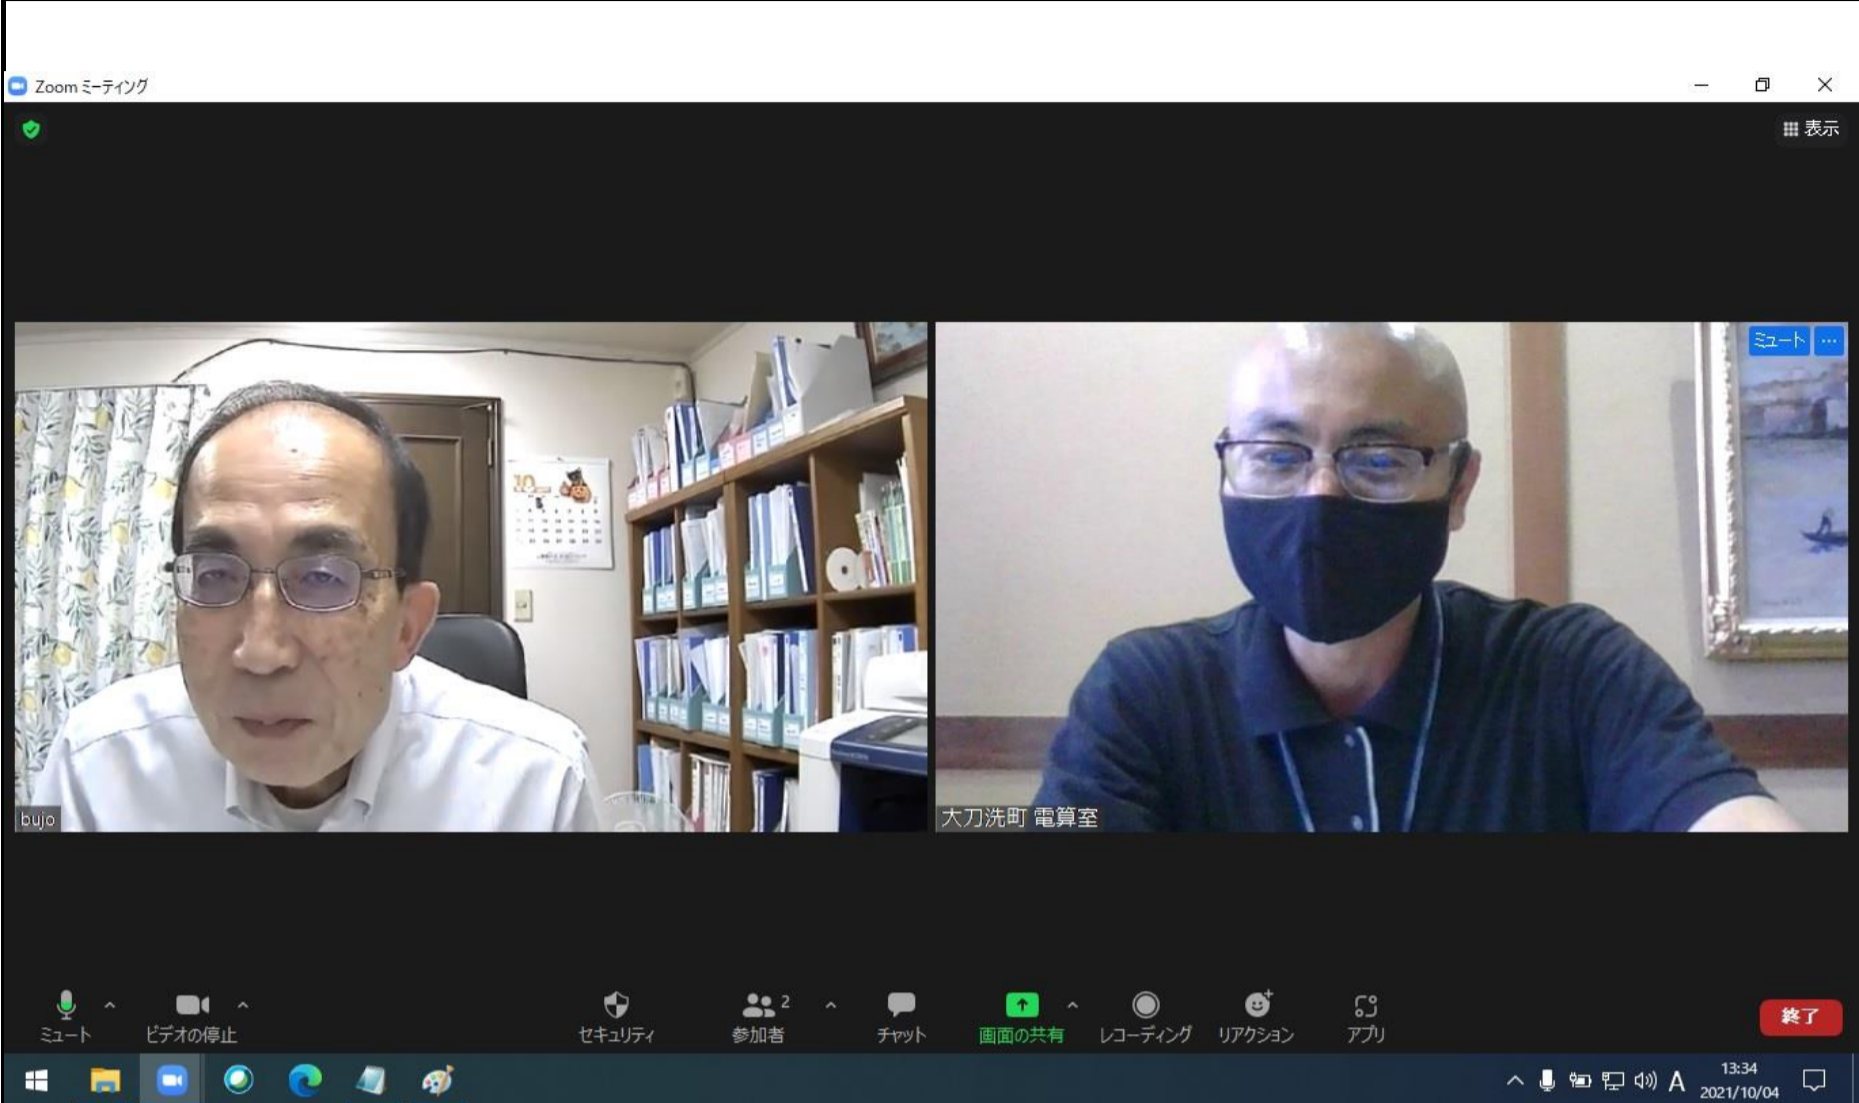 Zoom ミーティング
表示
ミュート ...
10
bujo
大刀洗町 電算室
ミュート
ビデオの停止
セキュリティ
参加者 2
チャット
画面の共有
レコーディング
リアクション
アプリ
終了
A
13:34
2021/10/04